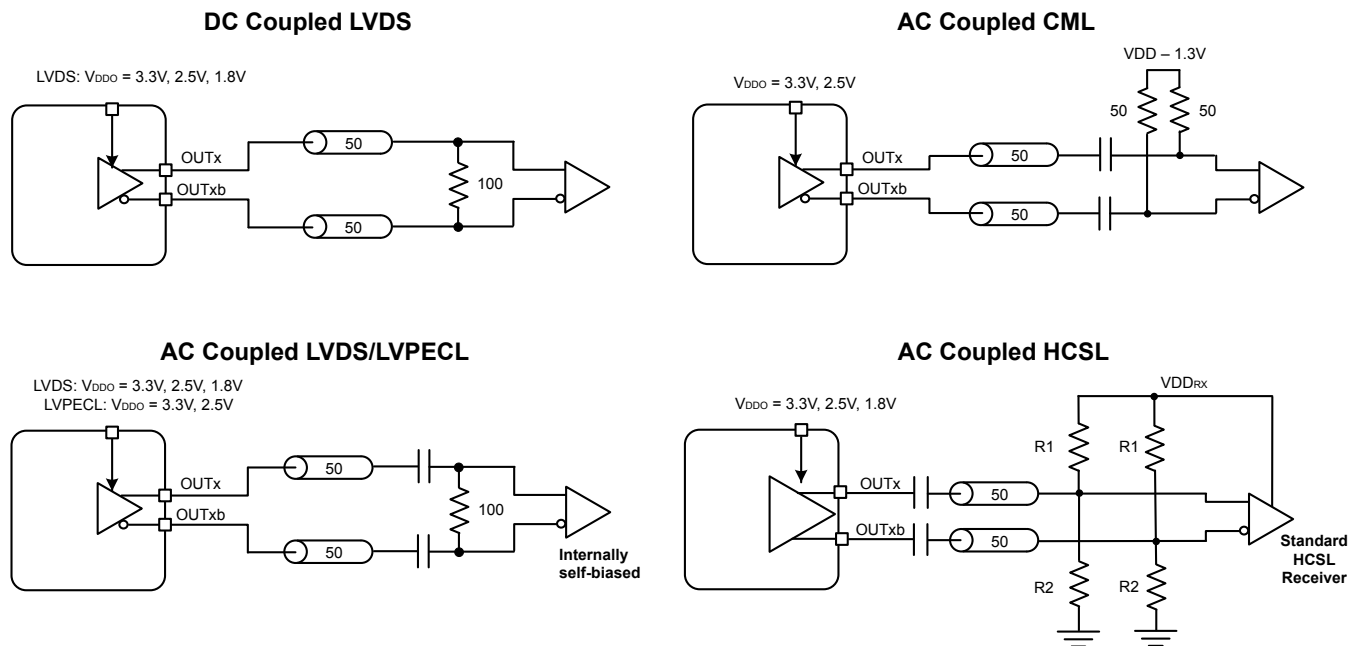 DC Coupled LVDS
LVDS: VDDO = 3.3V, 2.5V, 1.8V
OUTx
OUTxb
50
50
100
AC Coupled CML
VDDO = 3.3V, 2.5V
VDD – 1.3V
50
50
OUTx
OUTxb
50
50
AC Coupled LVDS/LVPECL
LVDS: VDDO = 3.3V, 2.5V, 1.8V
LVPECL: VDDO = 3.3V, 2.5V
OUTx
OUTxb
50
50
100
Internally
self-biased
AC Coupled HCSL
VDDO = 3.3V, 2.5V, 1.8V
VDDRX
R1
R1
OUTx
OUTxb
50
50
R2
R2
Standard
HCSL
Receiver